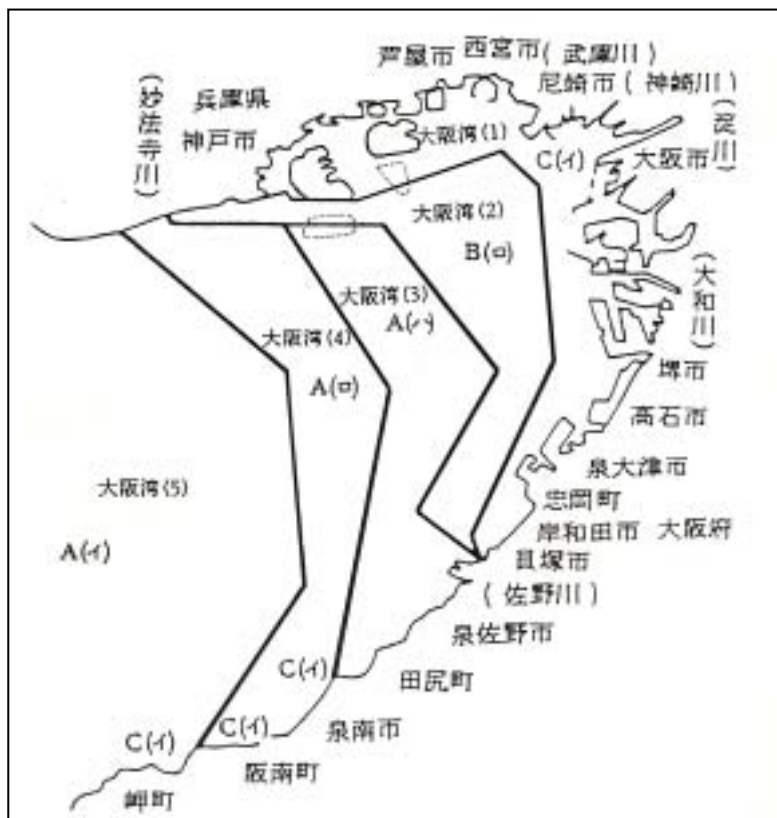 芦屋市
西宮市(武庫川)
尼崎市(神崎川)
(淀川)
兵庫県
神戸市
(妙法寺川)
大阪湾(1)
C(イ)
大阪市
大阪湾(2)
B(ロ)
(大和川)
大阪湾(3)
A(ハ)
大阪湾(4)
A(ロ)
堺市
高石市
泉大津市
大阪湾(5)
A(イ)
忠岡町
岸和田市
大阪府
貝塚市
(佐野川)
泉佐野市
C(イ)
田尻町
C(イ)
泉南市
C(イ)
阪南町
岬町